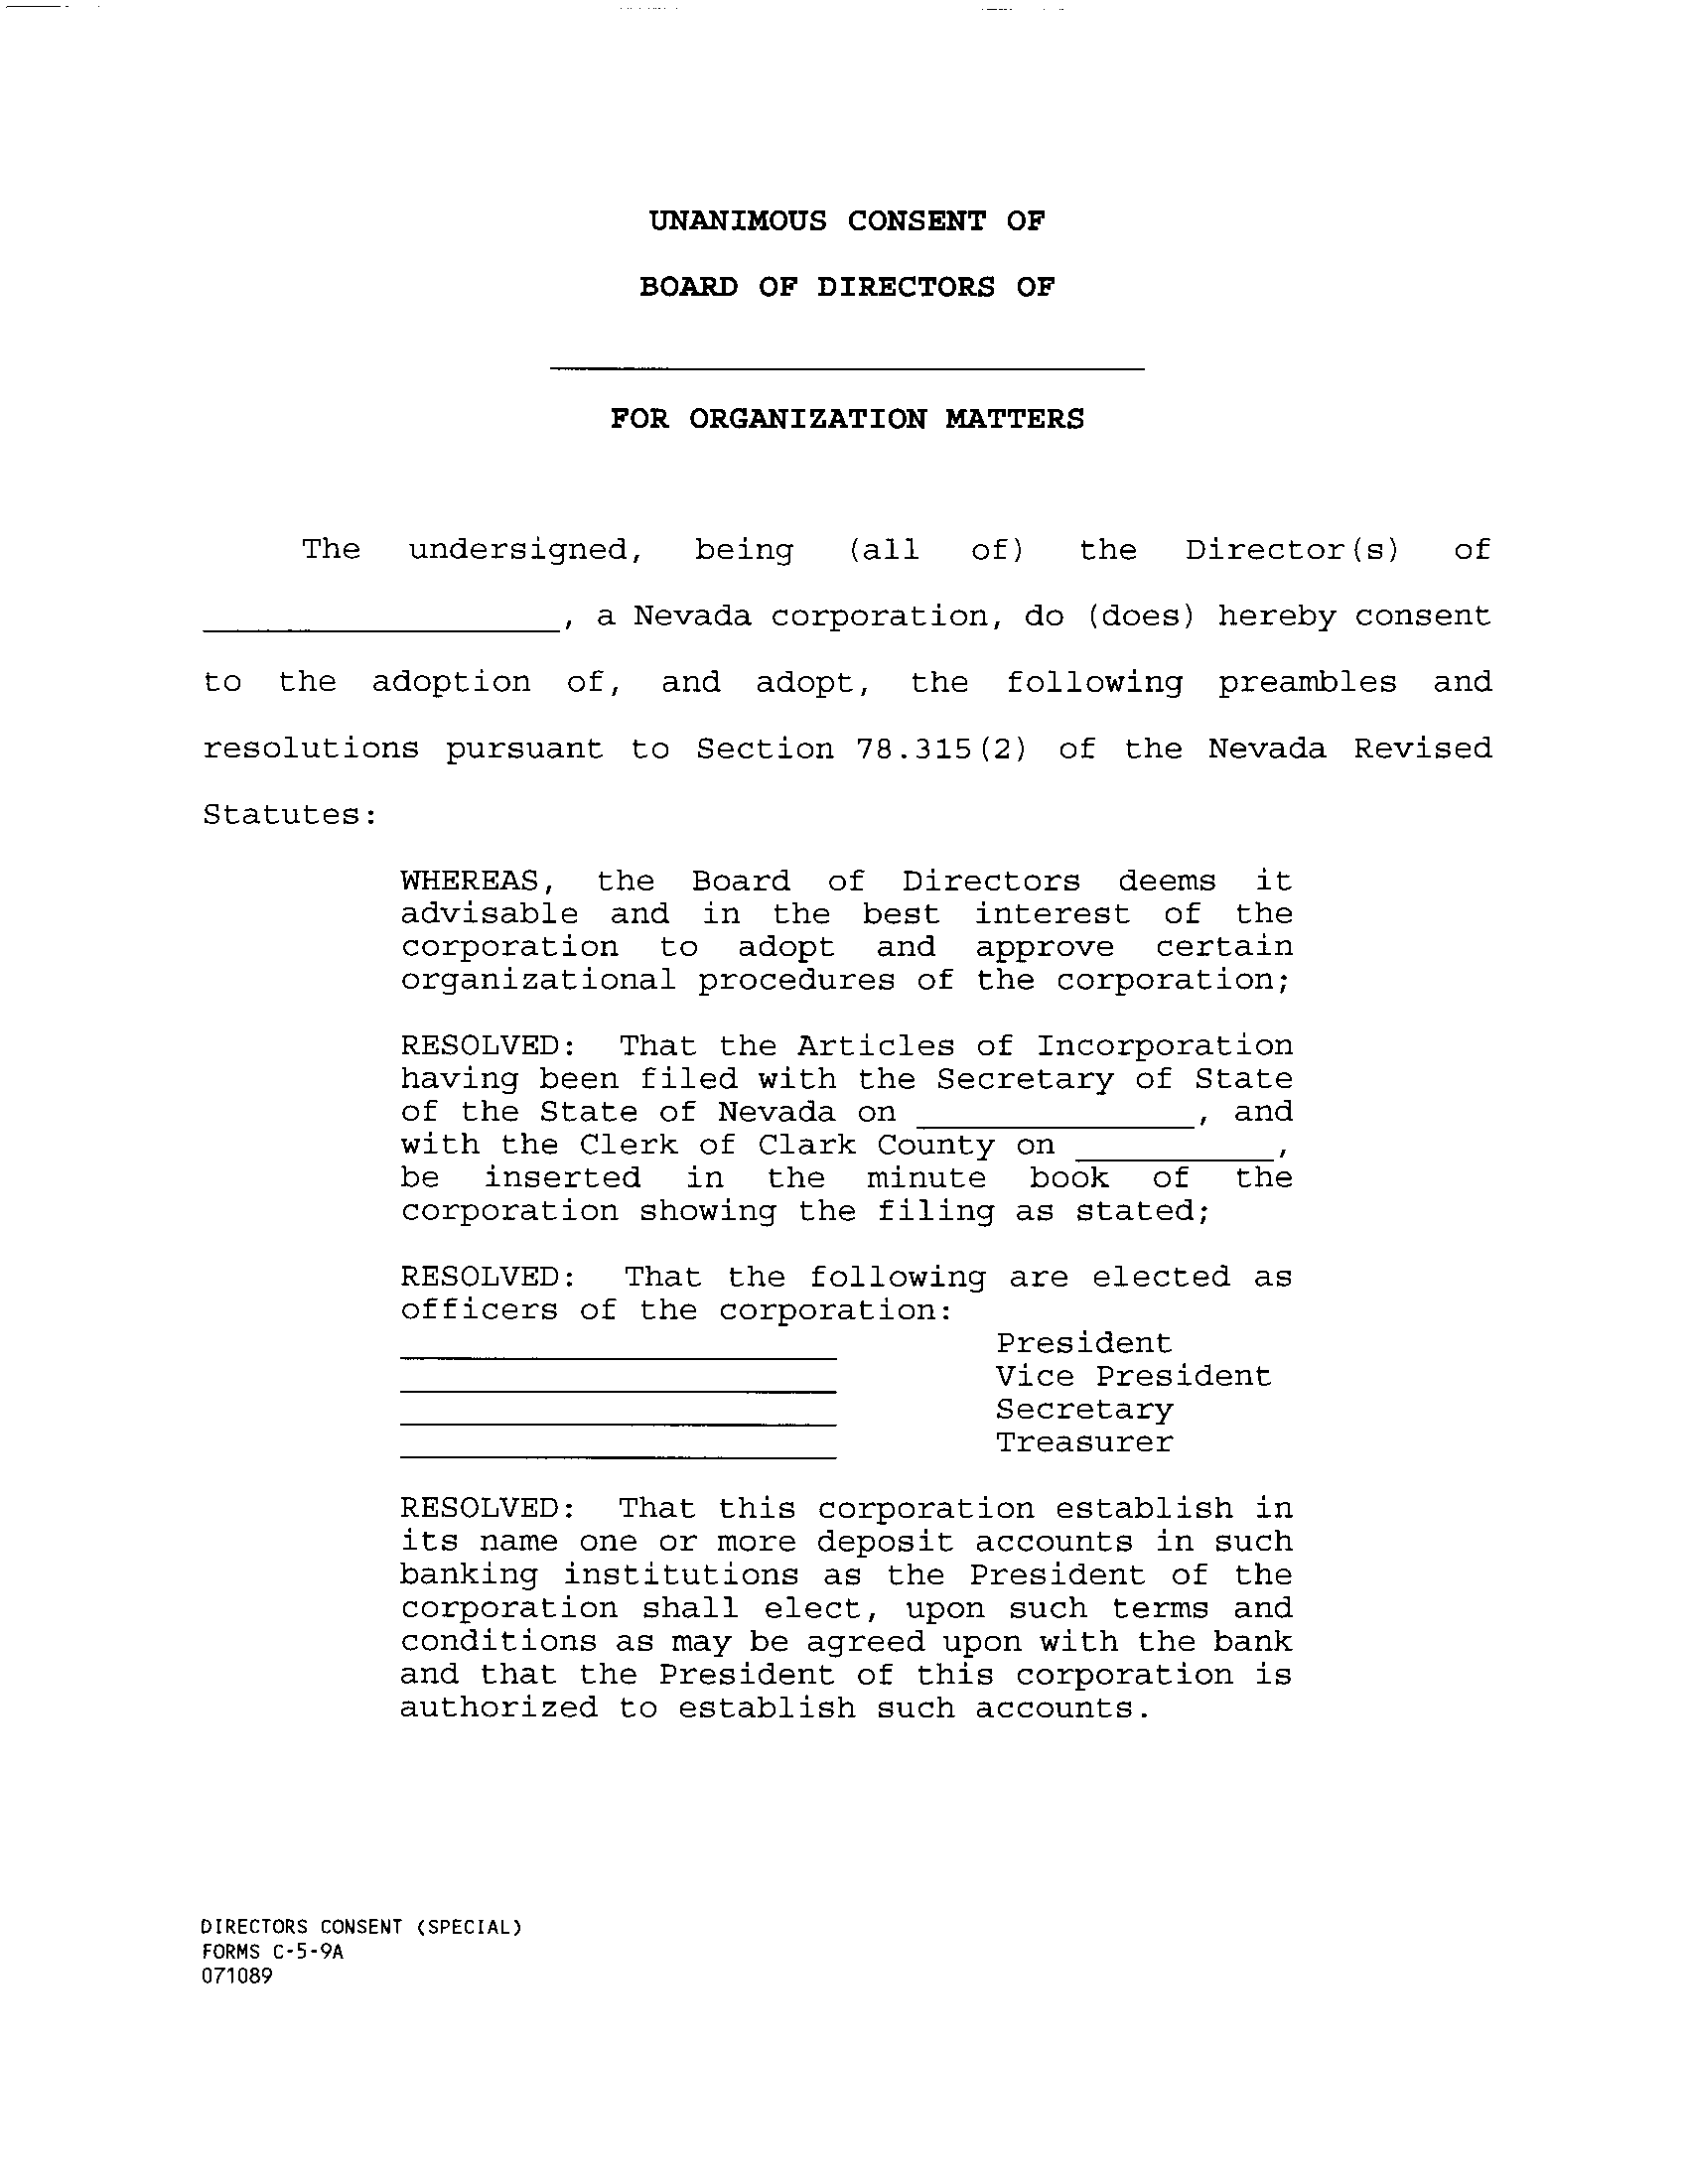 UNANIMOUS CONSENT OF
BOARD OF DIRECTORS OF
FOR ORGANIZATION MATTERS
The undersigned, being (all of) the Director(s) of
____________________, a Nevada corporation, do (does) hereby consent
to the adoption of, and adopt, the following preambles and
resolutions pursuant to Section 78.315(2) of the Nevada Revised
Statutes:
WHEREAS, the Board of Directors deems it
advisable and in the best interest of the
corporation to adopt and approve certain
organizational procedures of the corporation;
RESOLVED: That the Articles of Incorporation
having been filed with the Secretary of State
of the State of Nevada on ______________, and
with the Clerk of Clark County on __________,
be inserted in the minute book of the
corporation showing the filing as stated;
RESOLVED: That the following are elected as
officers of the corporation:
______________________ President
______________________ Vice President
______________________ Secretary
______________________ Treasurer
RESOLVED: That this corporation establish in
its name one or more deposit accounts in such
banking institutions as the President of the
corporation shall elect, upon such terms and
conditions as may be agreed upon with the bank
and that the President of this corporation is
authorized to establish such accounts.
DIRECTORS CONSENT (SPECIAL)
FORMS C-5-9A
071089